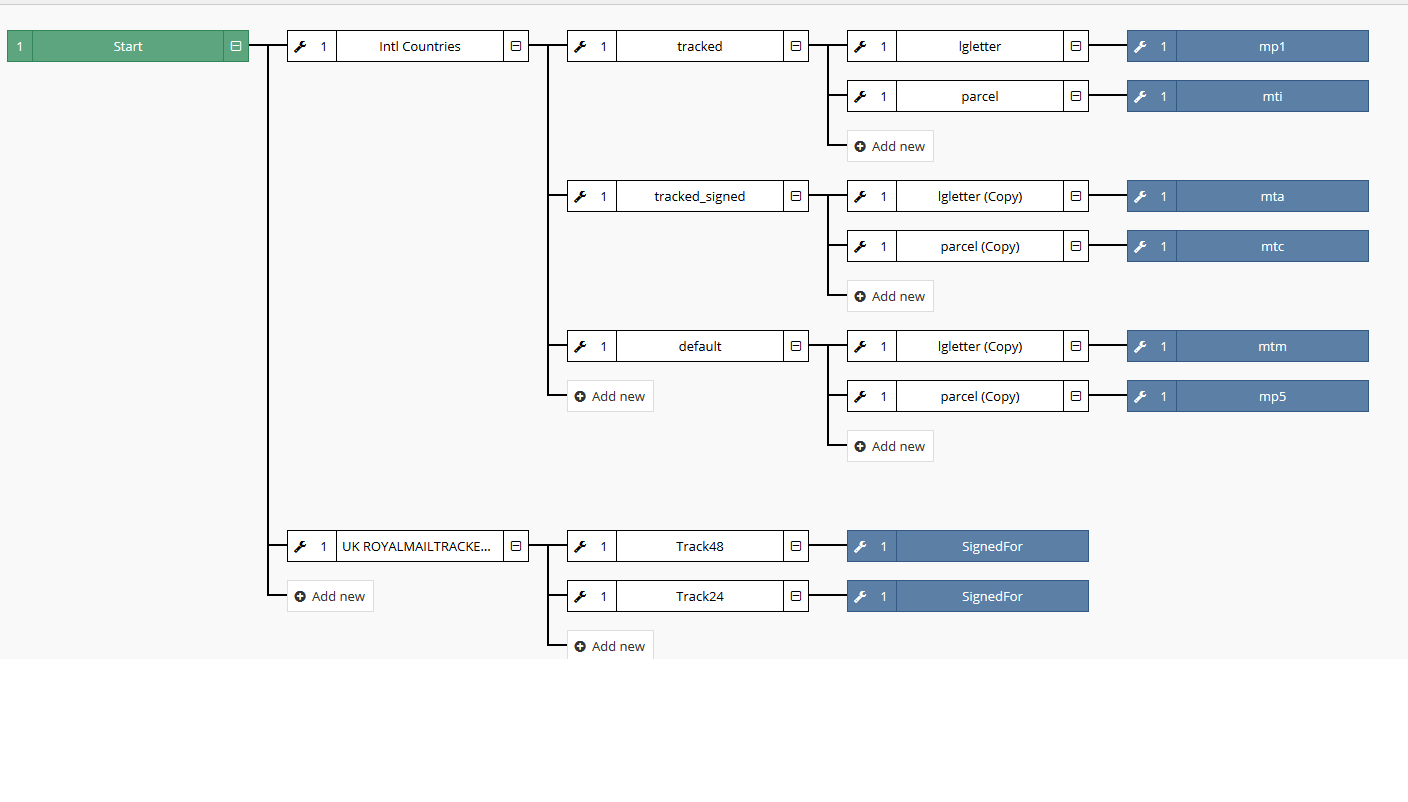 1 Start 1 Intl Countries 1 tracked 1 lgletter 1 mp1
1 parcel 1 mti
Add new
1 tracked_signed 1 lgletter (Copy) 1 mta
1 parcel (Copy) 1 mtc
Add new
1 default 1 lgletter (Copy) 1 mtm
Add new 1 parcel (Copy) 1 mp5
Add new
1 UK ROYALMAILTRACKE... 1 Track48 1 SignedFor
Add new 1 Track24 1 SignedFor
Add new